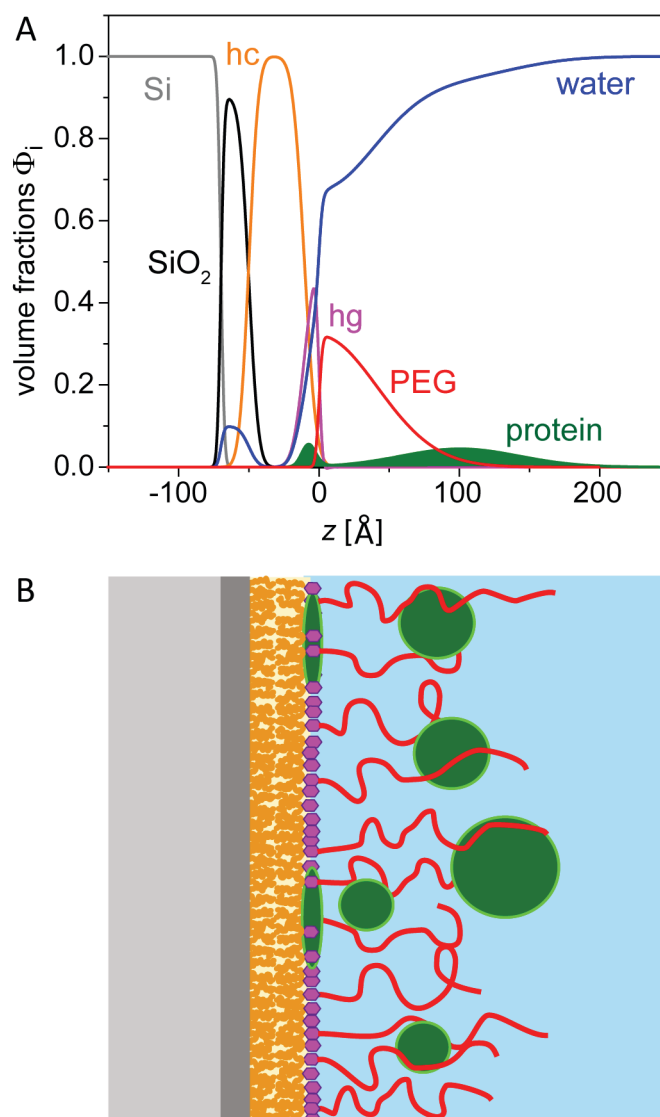 A
1.0
0.8
0.6
0.4
0.2
0.0
volume fractions Φi
Si
hc
water
SiO2
hg
PEG
protein
-100
0
100
200
z [Å]
B